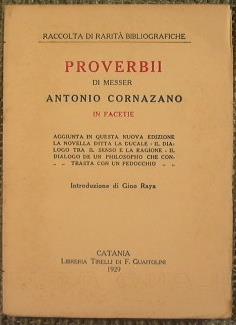 RACCOLTA DI RARITÀ BIBLIOGRAFICHE
PROVERBII
DI MESSER
ANTONIO CORNAZANO
IN FACETIE
AGGIUNTA IN QUESTA NUOVA EDIZIONE
LA NOVELLA DITTA LA DUCALE - IL DIA-
LOGO TRA IL SENSO E LA RAGIONE - IL
DIALOGO DE UN PHILOSOPHO CHE CON-
„ „ TRASTA CON UN PEDOCCHIO „ „
Introduzione di Gino Raya
CATANIA
LIBRERIA TIRELLI DI F. GUAITOLINI
1929